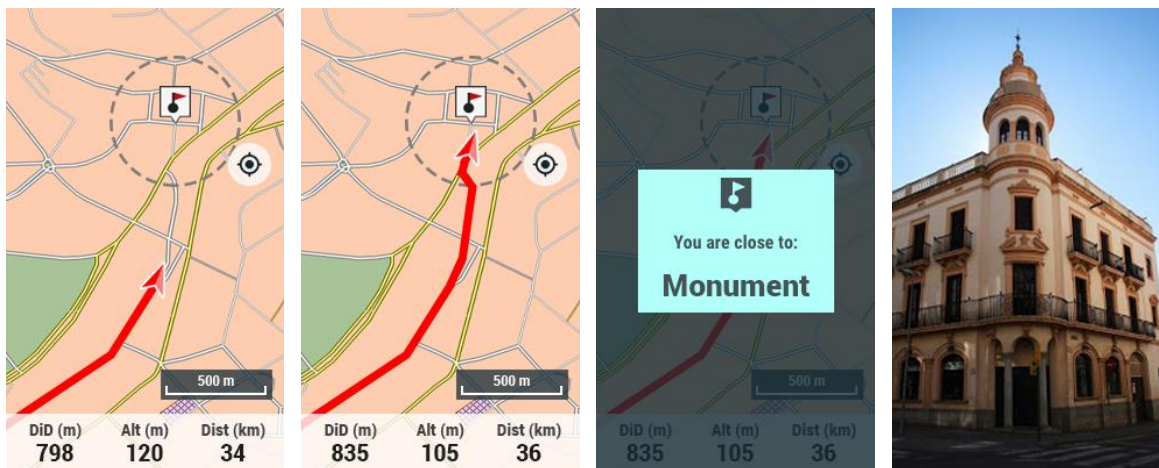 500 m
DiD (m) Alt (m) Dist (km)
798 120 34
500 m
DiD (m) Alt (m) Dist (km)
835 105 36
You are close to:
Monument
500 m
DiD (m) Alt (m) Dist (km)
835 105 36